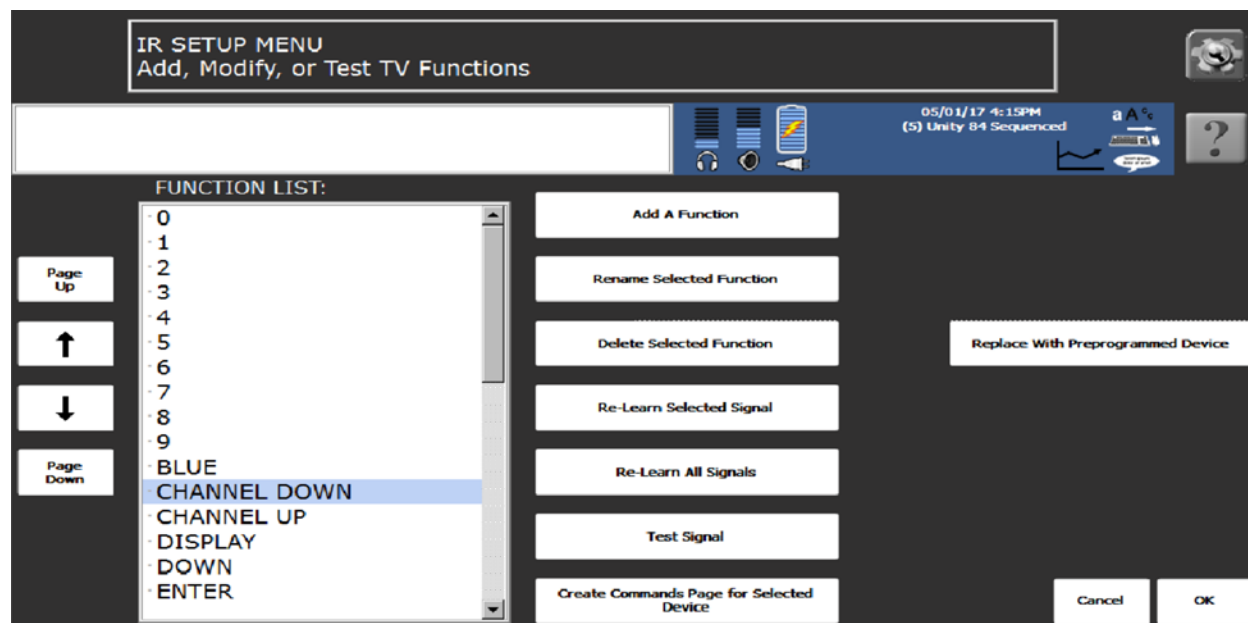 IR SETUP MENU
Add, Modify, or Test TV Functions
05/01/17 4:15PM
(5) Unity 84 Sequenced
a A
?
FUNCTION LIST:
0
1
2
3
4
5
6
7
8
9
BLUE
CHANNEL DOWN
CHANNEL UP
DISPLAY
DOWN
ENTER
Page
Up
↑
↓
Page
Down
Add A Function
Rename Selected Function
Delete Selected Function
Re-Learn Selected Signal
Re-Learn All Signals
Test Signal
Create Commands Page for Selected
Device
Replace With Preprogrammed Device
Cancel
OK